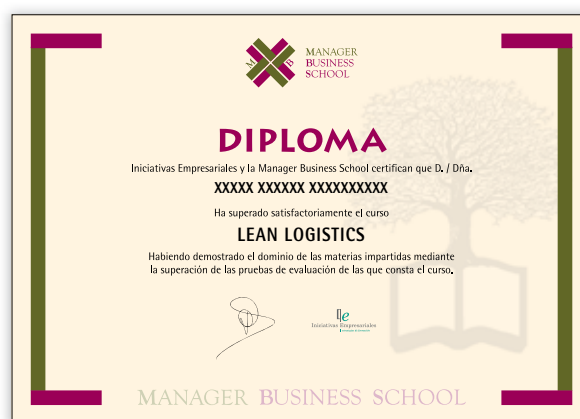 M B
MANAGER
BUSINESS
SCHOOL
DIPLOMA
Iniciativas Empresariales y la Manager Business School certifican que D. / Dña.
XXXXX XXXXXX XXXXXXXXXX
Ha superado satisfactoriamente el curso
LEAN LOGISTICS
Habiendo demostrado el dominio de las materias impartidas mediante
la superación de las pruebas de evaluación de las que consta el curso.
Iniciativas Empresariales
MANAGER BUSINESS SCHOOL